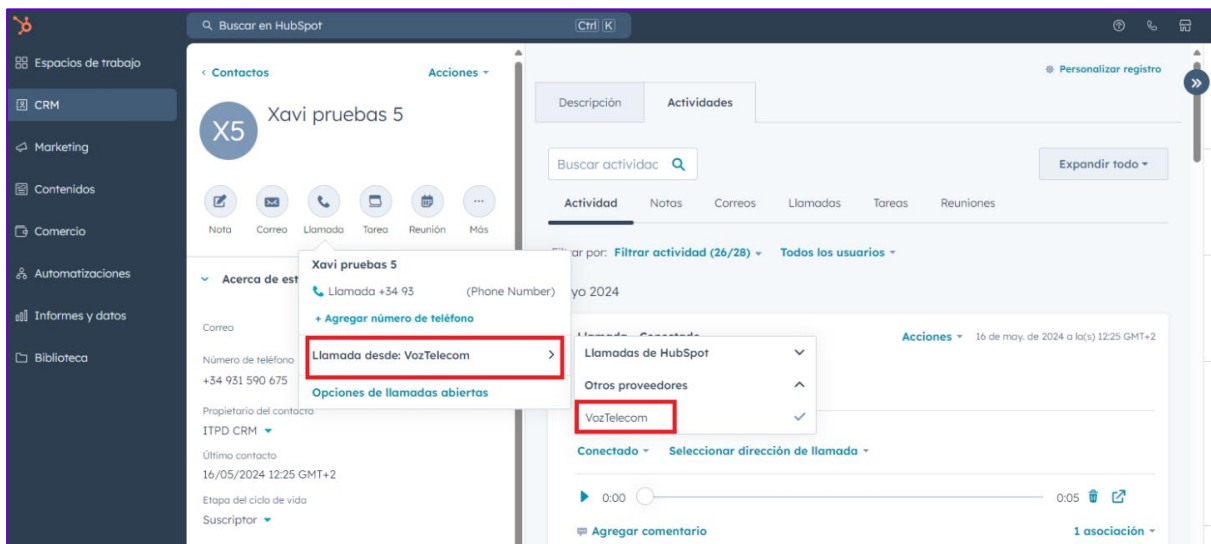 Buscar en HubSpot
Ctrl K
Espacios de trabajo
CRM
Marketing
Contenidos
Comercio
Automatizaciones
Informes y datos
Biblioteca
Contactos
Acciones
X5
Xavi pruebas 5
Nota Correo Llamada Tarea Reunión Más
Xavi pruebas 5
Llamada +34 93 (Phone Number)
+ Agregar número de teléfono
Llamada desde: VozTelecom
Opciones de llamadas abiertas
Acerca de est
Correo
Número de teléfono
+34 931 590 675
Propietario del contacto
ITPD CRM
Último contacto
16/05/2024 12:25 GMT+2
Etapa del ciclo de vida
Suscriptor
Personalizar registro
Descripción Actividades
Buscar actividac
Expandir todo
Actividad Notas Correos Llamadas Tareas Reuniones
ar por: Filtrar actividad (26/28) Todos los usuarios
yo 2024
Llamada - Conectado
Acciones 16 de may. de 2024 a la(s) 12:25 GMT+2
Llamadas de HubSpot
Otros proveedores
VozTelecom
Conectado Seleccionar dirección de llamada
0:00 0:05
Agregar comentario
1 asociación